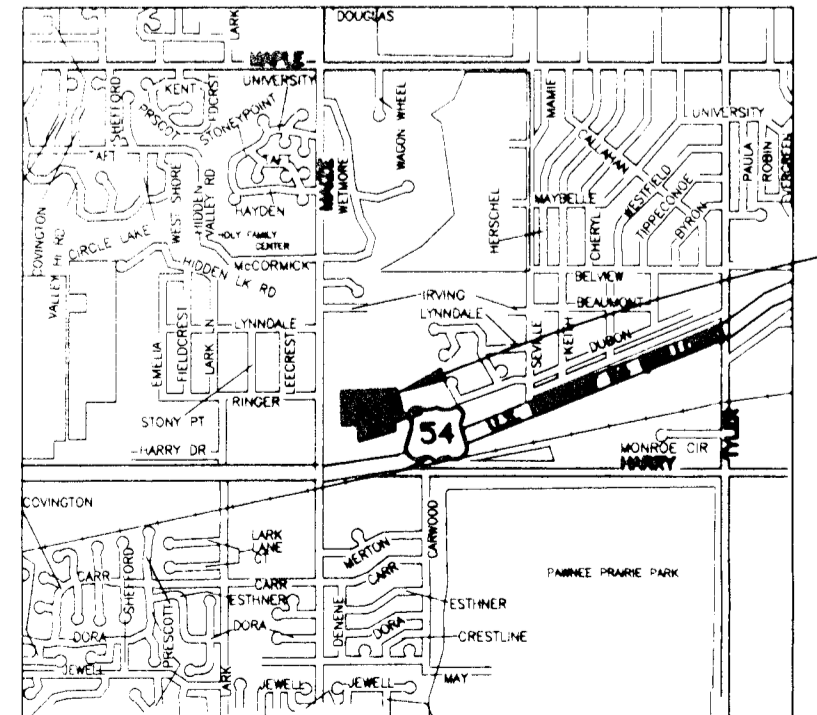 DOUGLAS
LARK
MAPLE
UNIVERSITY
KENT
SHEFFORD
PRSCOT
STONEYPOINT
WAGON WHEEL
MAMIE
UNIVERSITY
CALLAHAN
TAFT
TAFT
WEST SHORE
HIDDEN
VALLEY RD
HAYDEN
MAIZE
WETMORE
HERSCHEL
MAYBELLE
CHERYL
WESTFIELD
TIPPECONOE
BYRON
PAULA
ROBIN
EVERGREEN
COVINGTON
VALLEY HI RD
CIRCLE LAKE
HOLY FAMILY
CENTER
HIDDEN LK RD
McCORMICK
BELVIEW
BEAUMONT
IRVING
LYNNDALE
LYNNDALE
EMELIA
FIELDCREST
LARK N
LEECREST
SEVILLE
KEITH
DUBON
RINGER
STONY PT
HARRY DR
54
U.S.
MONROE CIR
HARRY
TYLER
COVINGTON
LARK
LANE
CT
MERTON
CARR
CARWOOD
PAWNEE PRAIRIE PARK
CARR
SHEFFORD
CARR
ESTHNER
ESTHNER
DORA
PRESCOTT
DORA
DENENE
DORA
CRESTLINE
JEWELL
LARK
JEWELL
JEWELL
MAY